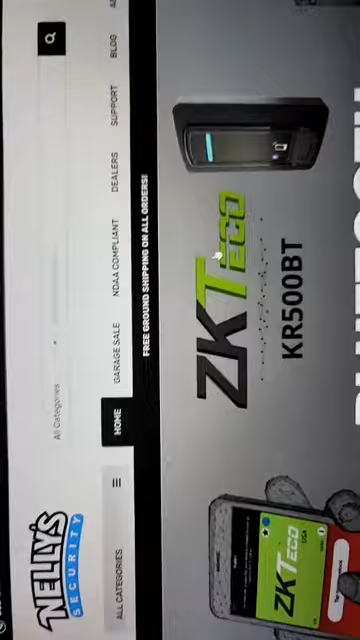 NELLY'S
SECURITY
All Categories
ALL CATEGORIES
HOME
GARAGE SALE
NDAA COMPLIANT
DEALERS
SUPPORT
BLOG
FREE GROUND SHIPPING ON ALL ORDERS!
ZKTECO
KR500BT
ZKTECO
USA